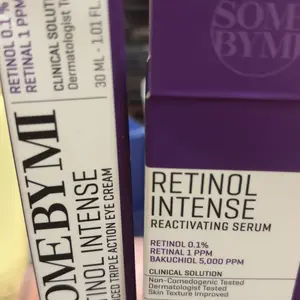 RETINOL 0.1%
RETINAL 1 PPM
CLINICAL SOLUTION
Dermatologist Tested
30 ML - 1.01
SOMEBYMI
RETINOL INTENSE
TRIPLE ACTION EYE CREAM
SOME
BYMI
RETINOL
INTENSE
REACTIVATING SERUM
RETINOL 0.1%
RETINAL 1 PPM
BAKUCHIOL 5,000 PPM
CLINICAL SOLUTION
Non-Comedogenic Tested
Dermatologist Tested
Skin Texture Improved